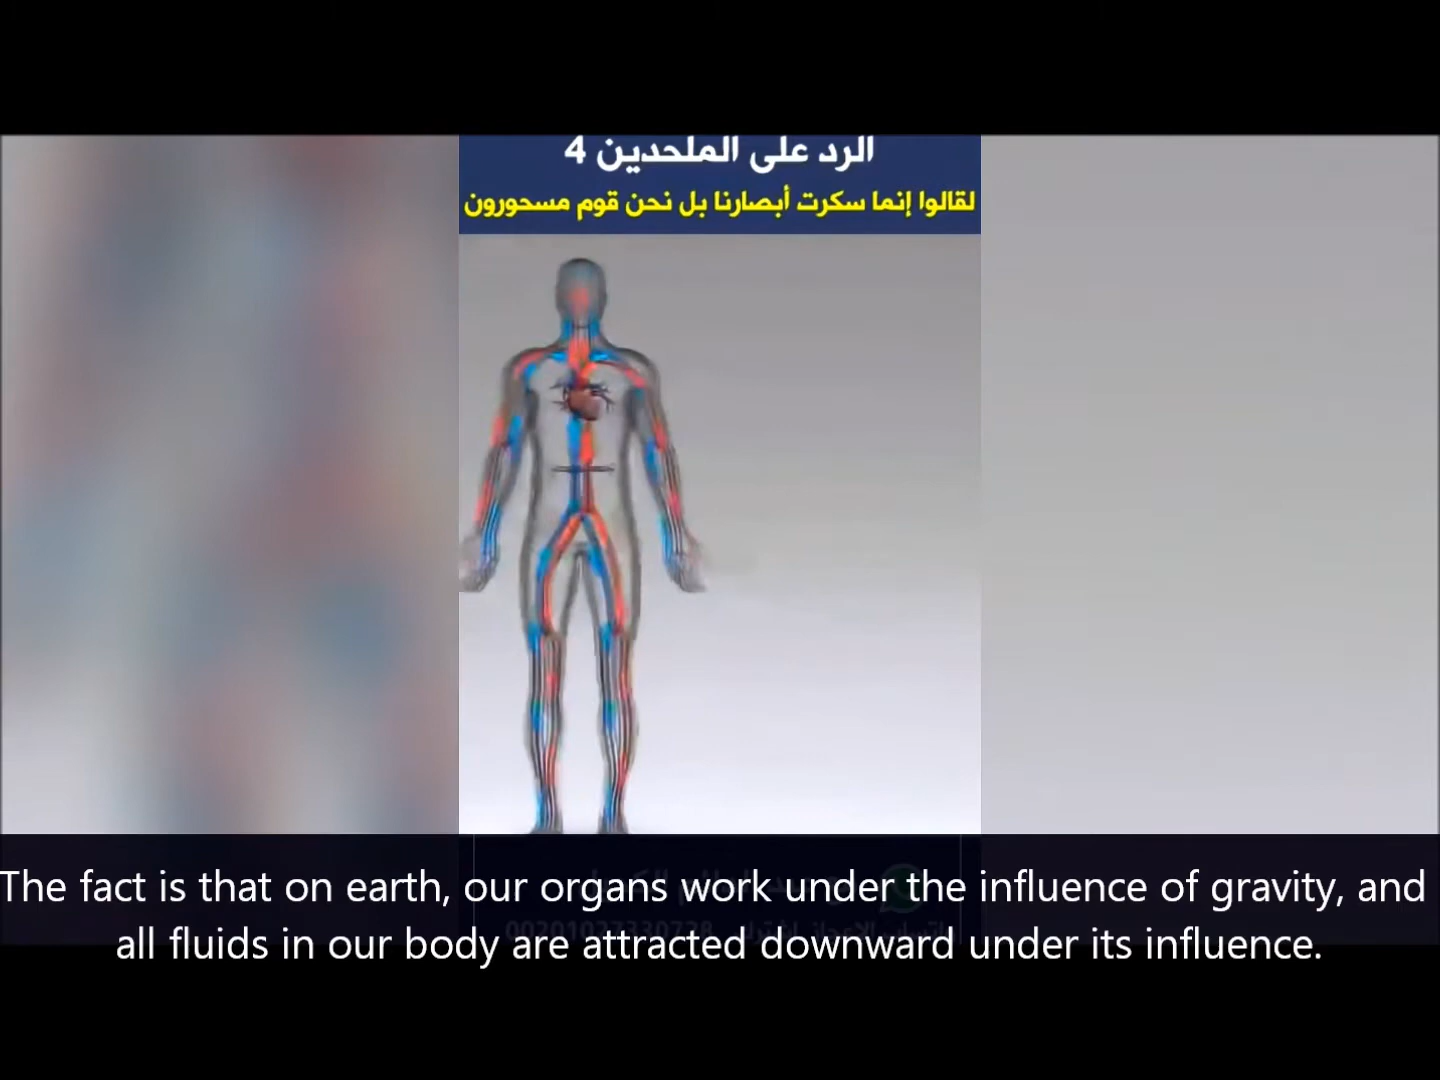 الرد على الملحدين 4
لقالوا إنما سكرت أبصارنا بل نحن قوم مسحورون
The fact is that on earth, our organs work under the influence of gravity, and
all fluids in our body are attracted downward under its influence.